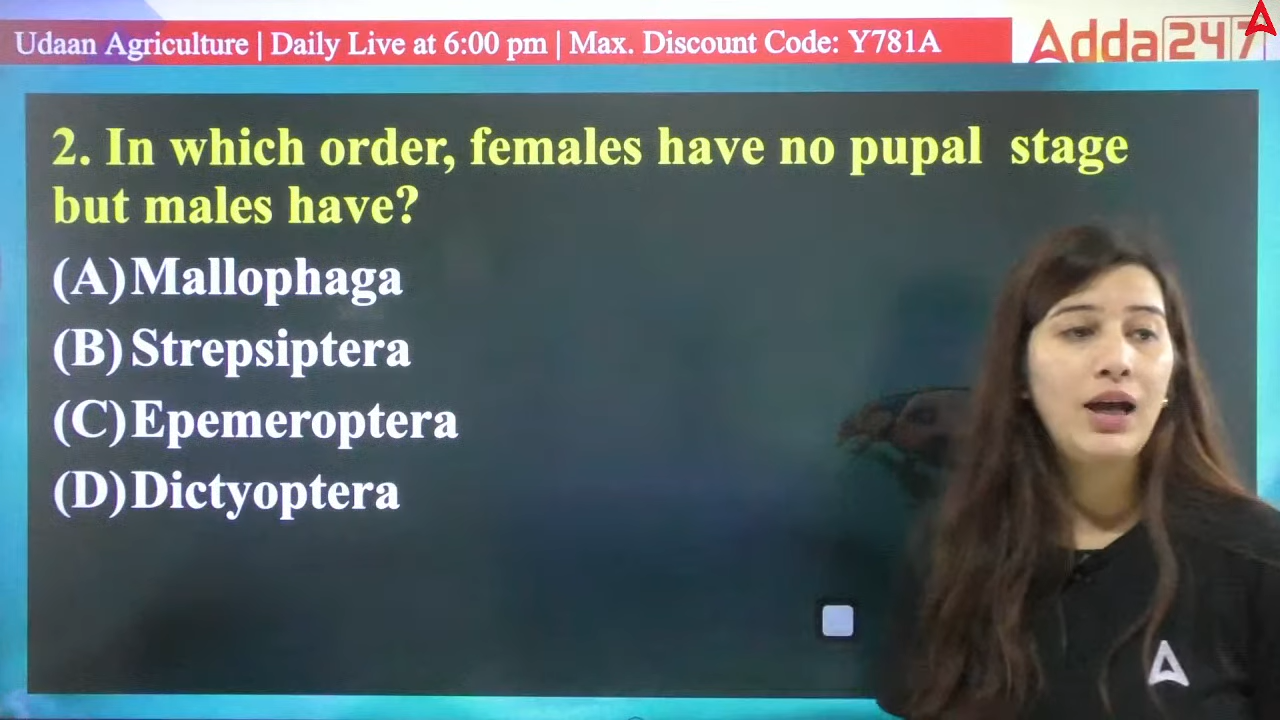 Udaan Agriculture | Daily Live at 6:00 pm | Max. Discount Code: Y781A
Adda247
2. In which order, females have no pupal stage
but males have?
(A) Mallophaga
(B) Strepsiptera
(C) Epemeroptera
(D) Dictyoptera